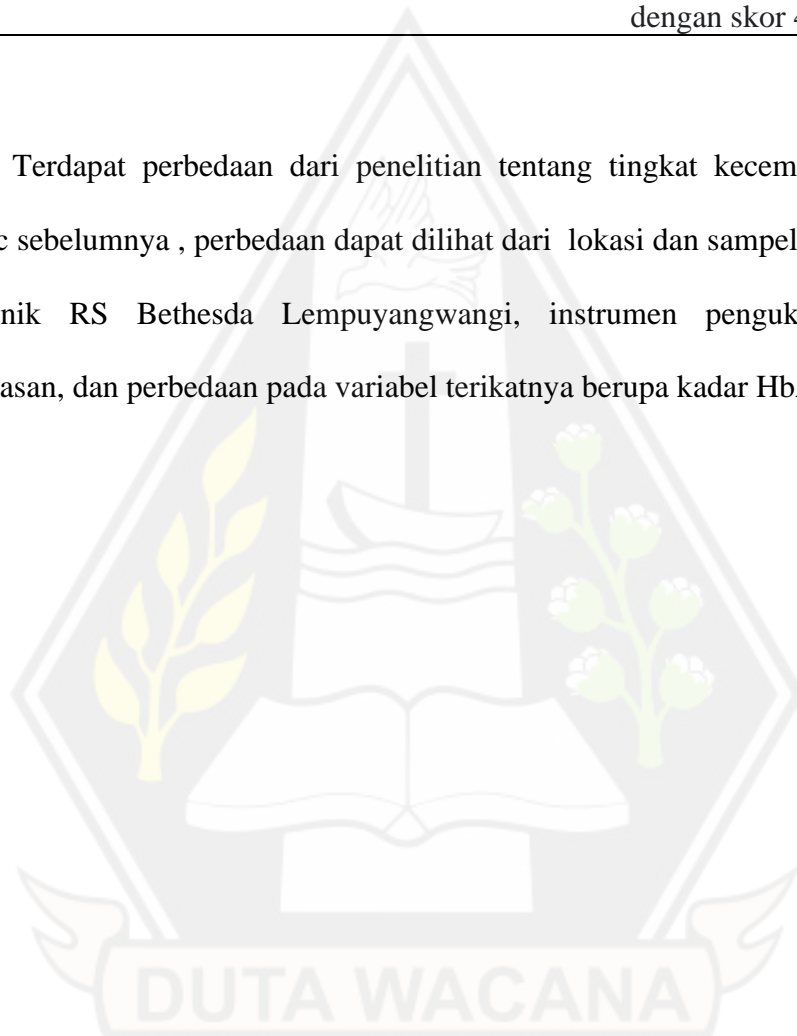 dengan skor 4
Terdapat perbedaan dari penelitian tentang tingkat kecem
c sebelumnya , perbedaan dapat dilihat dari lokasi dan sampel
nik RS Bethesda Lempuyangwangi, instrumen penguk
asan, dan perbedaan pada variabel terikatnya berupa kadar Hb
DUTA WACANA